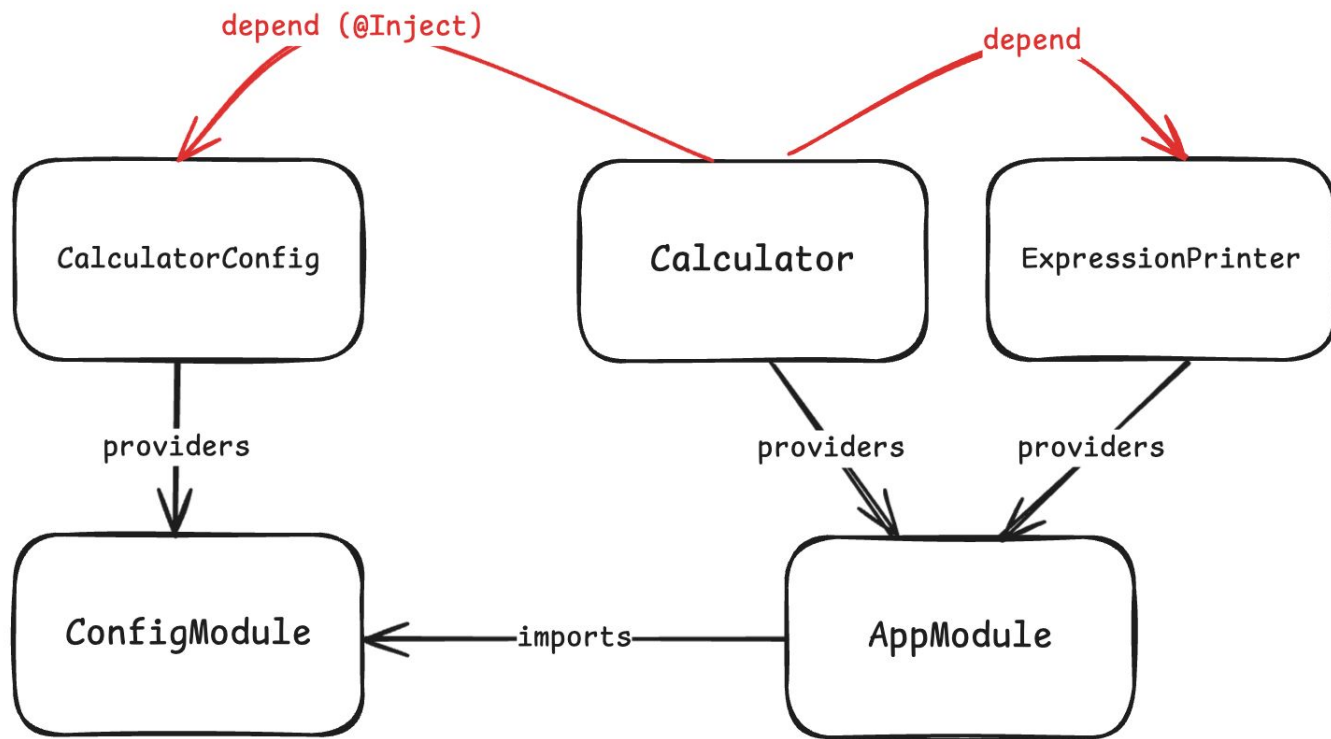 depend (@Inject)
depend
CalculatorConfig
Calculator
ExpressionPrinter
providers
providers
providers
ConfigModule
imports
AppModule